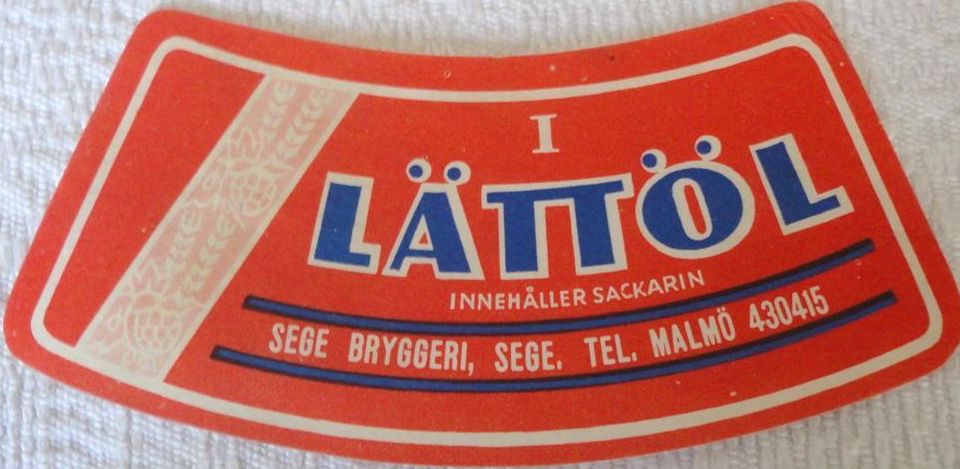 I
LÄTTÖL
INNEHÅLLER SACKARIN
SEGE BRYGGERI, SEGE. TEL. MALMÖ 430415